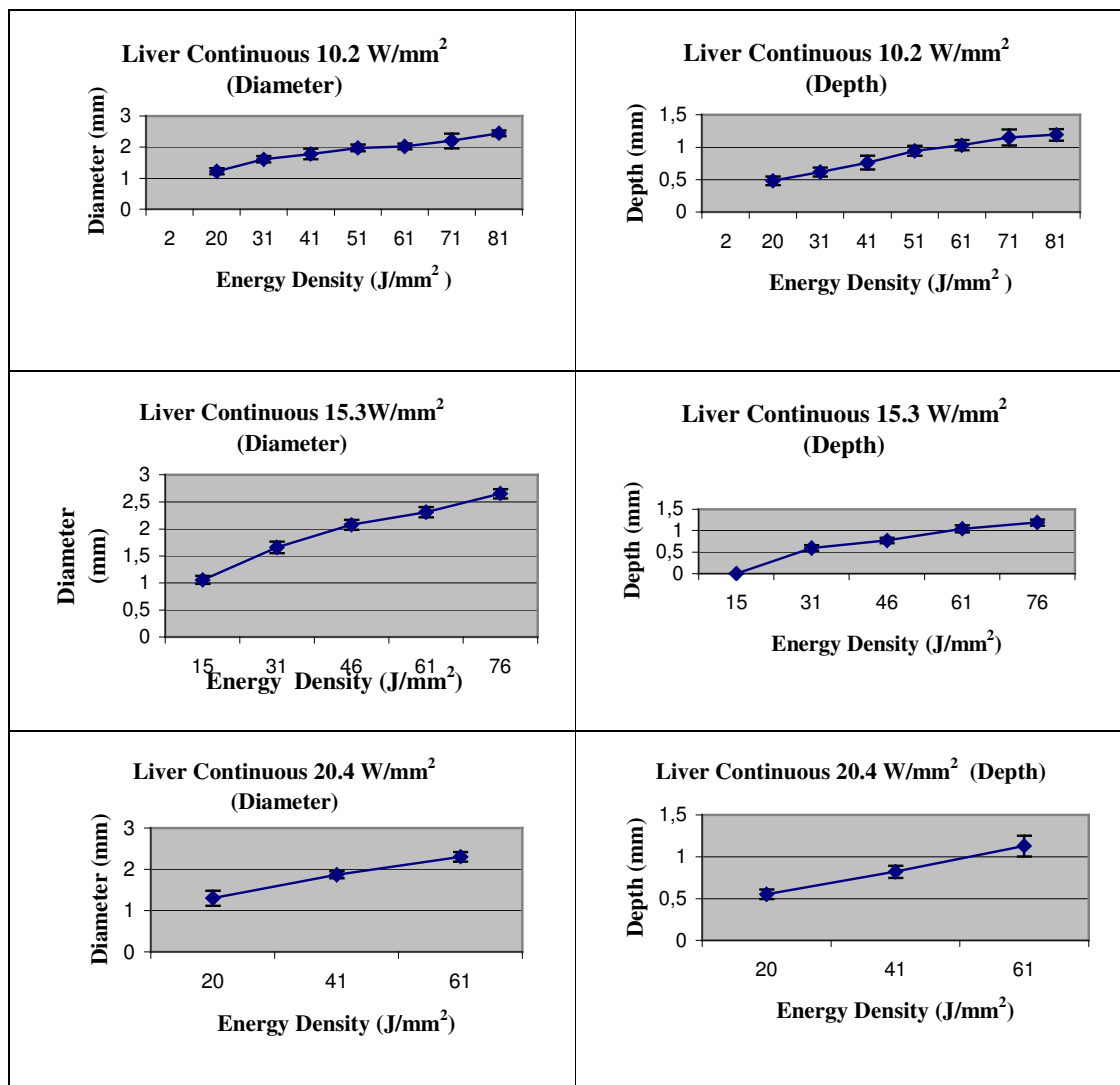 Liver Continuous 10.2 W/mm²
(Diameter)
Diameter (mm)
3
2
1
0
2 20 31 41 51 61 71 81
Energy Density (J/mm² )
Liver Continuous 10.2 W/mm²
(Depth)
Depth (mm)
1,5
1
0,5
0
2 20 31 41 51 61 71 81
Energy Density (J/mm² )
Liver Continuous 15.3W/mm²
(Diameter)
Diameter
(mm)
3
2,5
2
1,5
1
0,5
0
15 31 46 61 76
Energy Density (J/mm²)
Liver Continuous 15.3 W/mm²
(Depth)
Depth (mm)
1,5
1
0,5
0
15 31 46 61 76
Energy Density (J/mm²)
Liver Continuous 20.4 W/mm²
(Diameter)
Diameter (mm)
3
2
1
0
20 41 61
Energy Density (J/mm²)
Liver Continuous 20.4 W/mm² (Depth)
Depth (mm)
1,5
1
0,5
0
20 41 61
Energy Density (J/mm²)